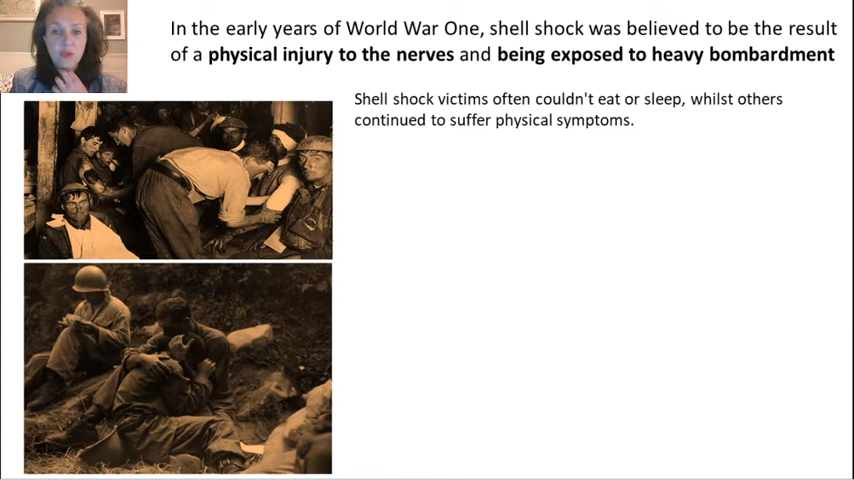 In the early years of World War One, shell shock was believed to be the result
of a physical injury to the nerves and being exposed to heavy bombardment
Shell shock victims often couldn't eat or sleep, whilst others
continued to suffer physical symptoms.